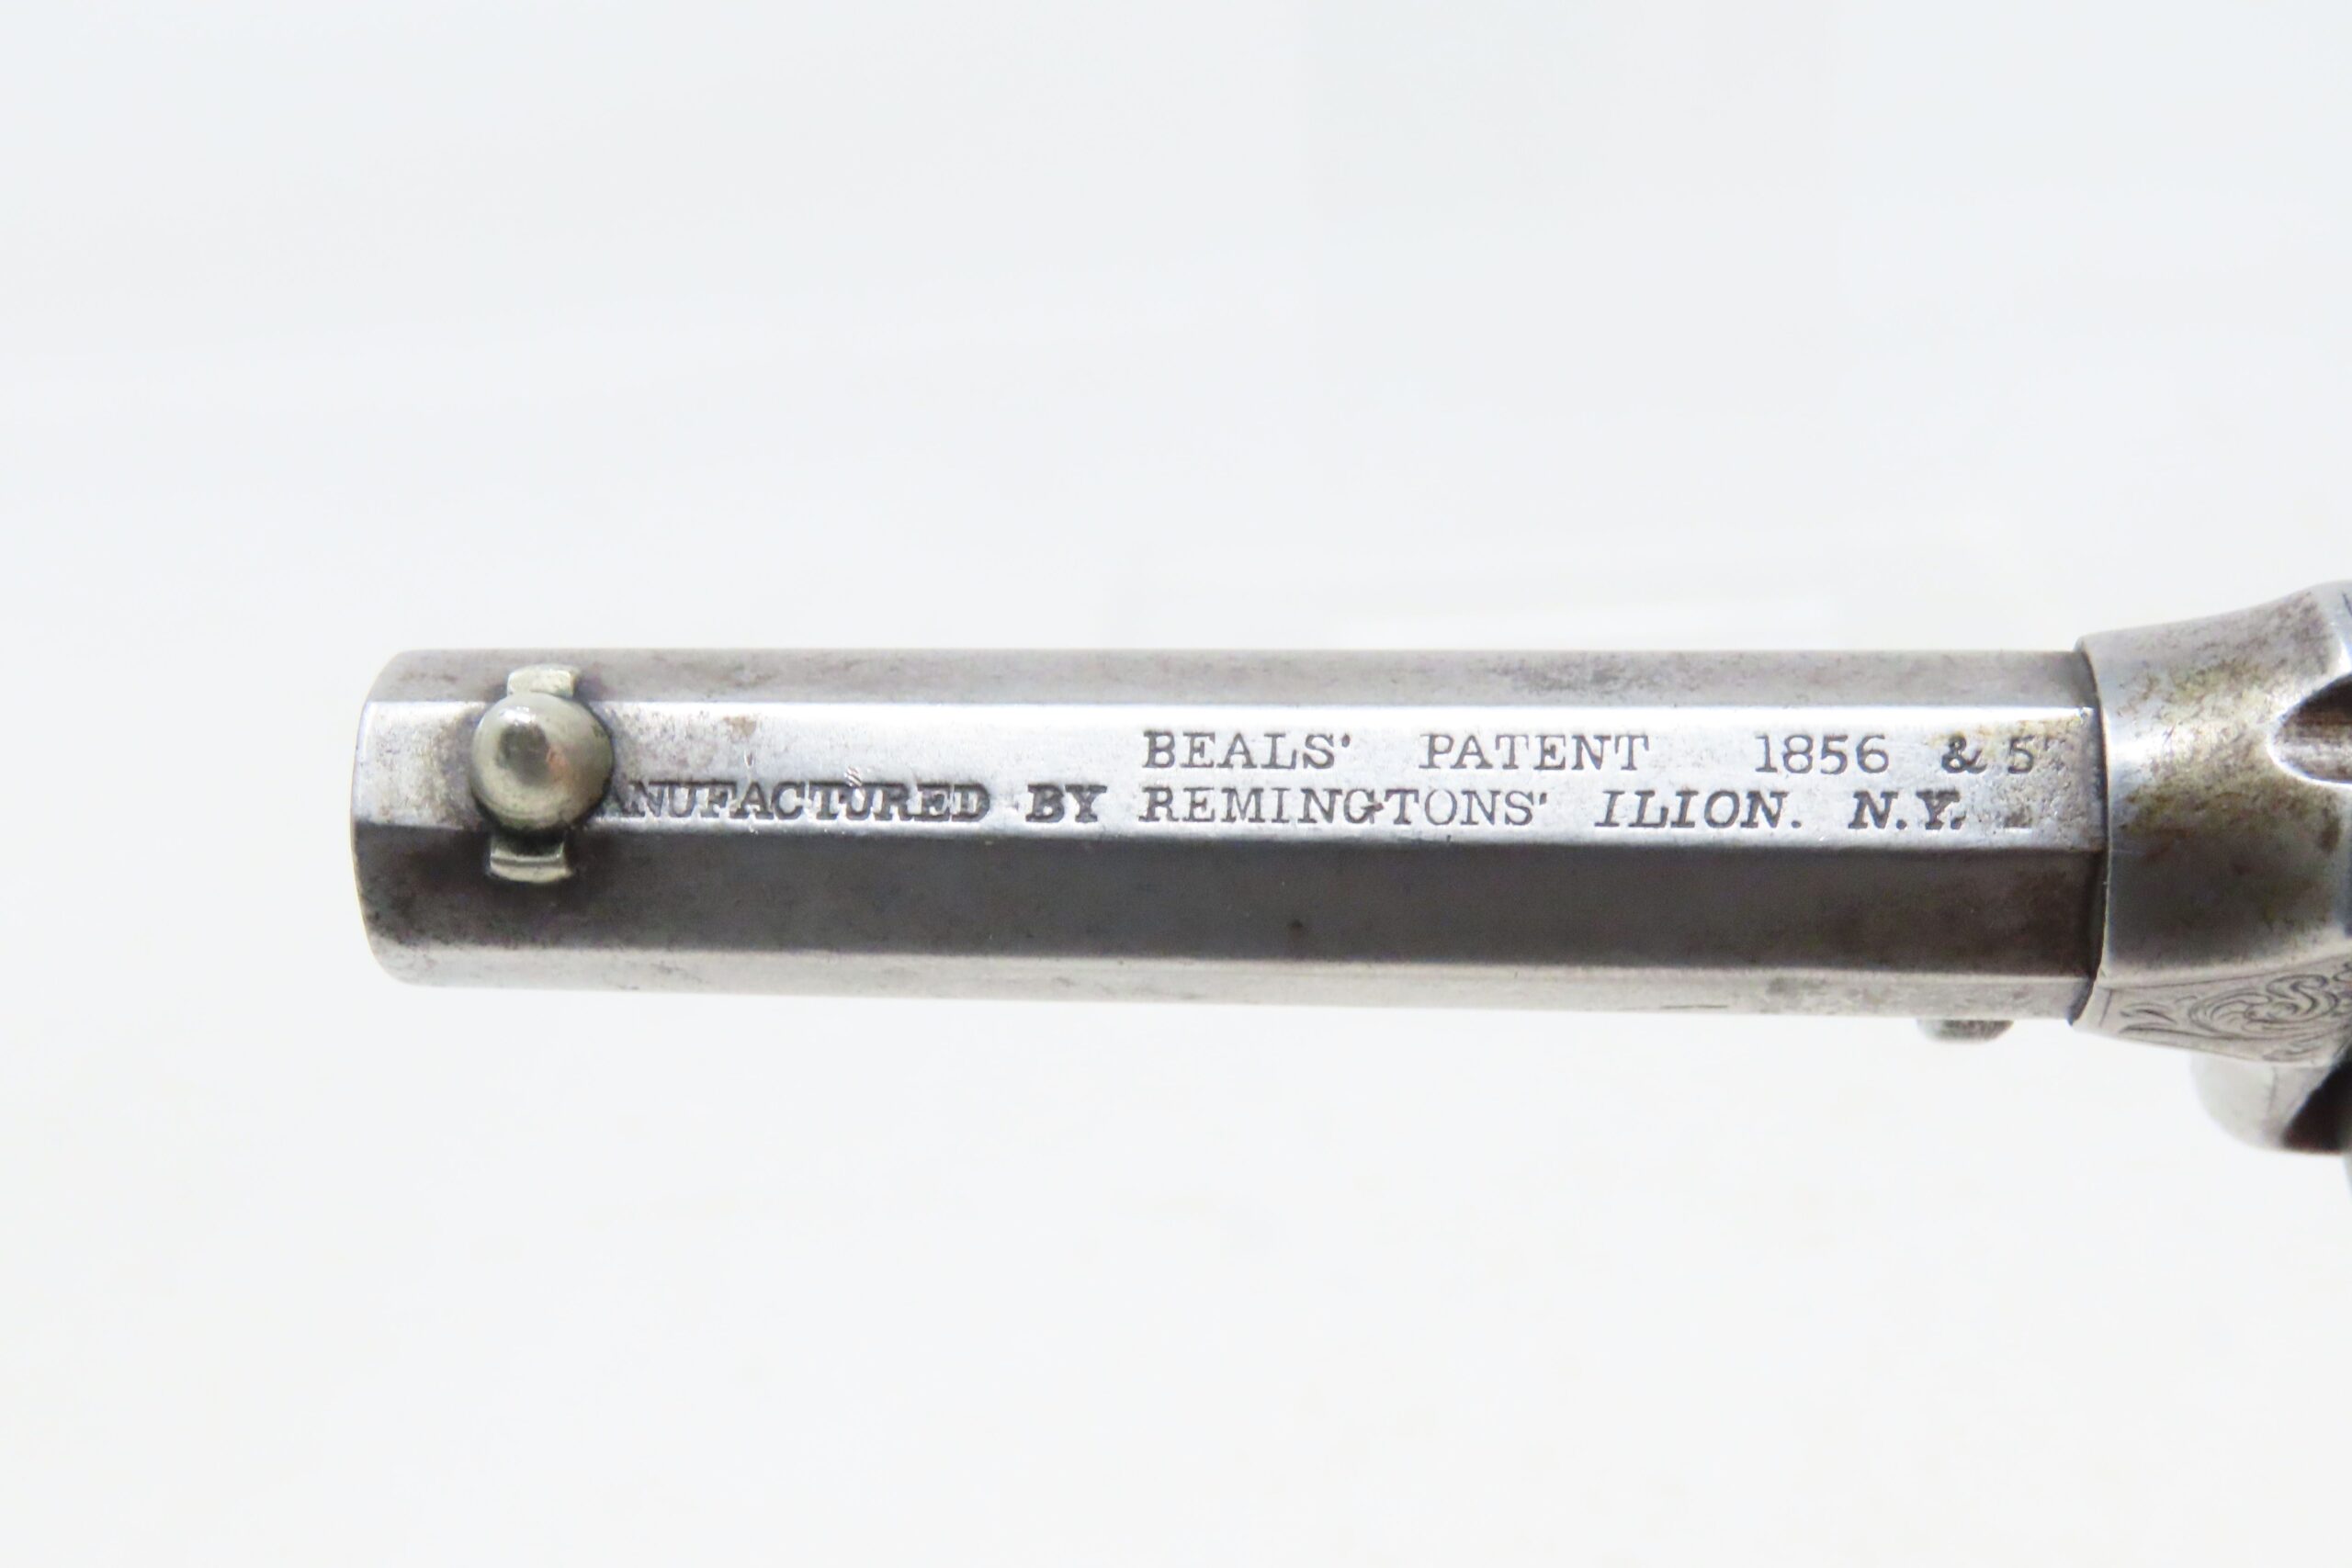 BEALS' PATENT 1856 & 5
ANUFACTURED BY REMINGTONS' ILION. N.Y.